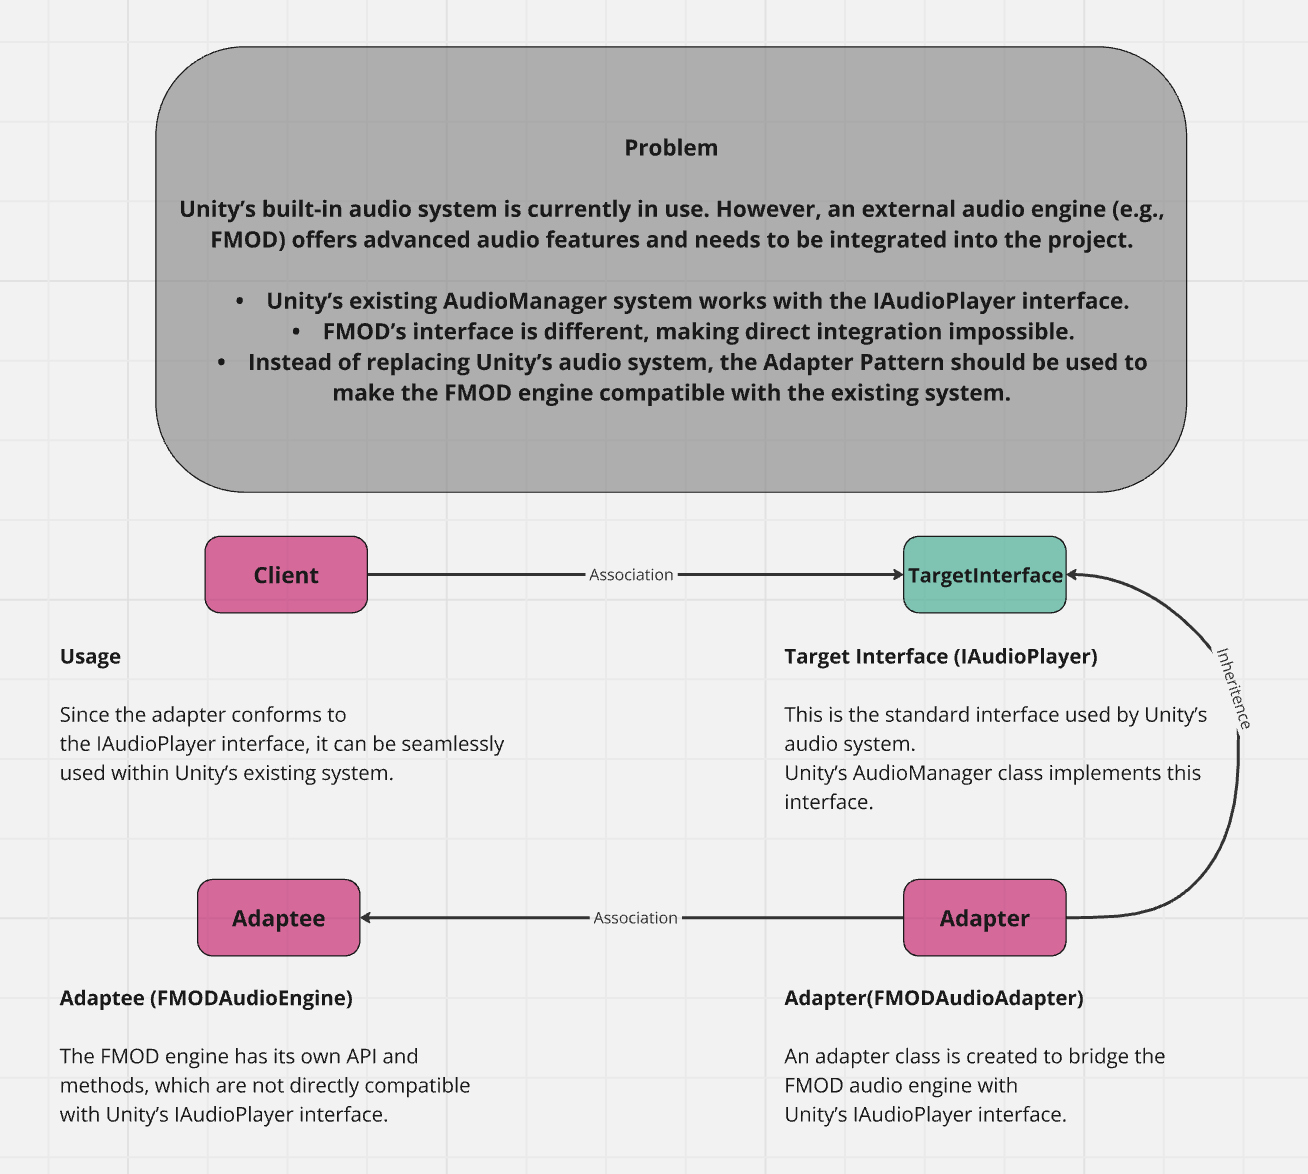 Problem
Unity’s built-in audio system is currently in use. However, an external audio engine (e.g.,
FMOD) offers advanced audio features and needs to be integrated into the project.
• Unity’s existing AudioManager system works with the IAudioPlayer interface.
• FMOD’s interface is different, making direct integration impossible.
• Instead of replacing Unity’s audio system, the Adapter Pattern should be used to
make the FMOD engine compatible with the existing system.
Client
Association
TargetInterface
Inheritence
Usage
Since the adapter conforms to
the IAudioPlayer interface, it can be seamlessly
used within Unity’s existing system.
Target Interface (IAudioPlayer)
This is the standard interface used by Unity’s
audio system.
Unity’s AudioManager class implements this
interface.
Adaptee
Association
Adapter
Adaptee (FMODAudioEngine)
The FMOD engine has its own API and
methods, which are not directly compatible
with Unity’s IAudioPlayer interface.
Adapter(FMODAudioAdapter)
An adapter class is created to bridge the
FMOD audio engine with
Unity’s IAudioPlayer interface.